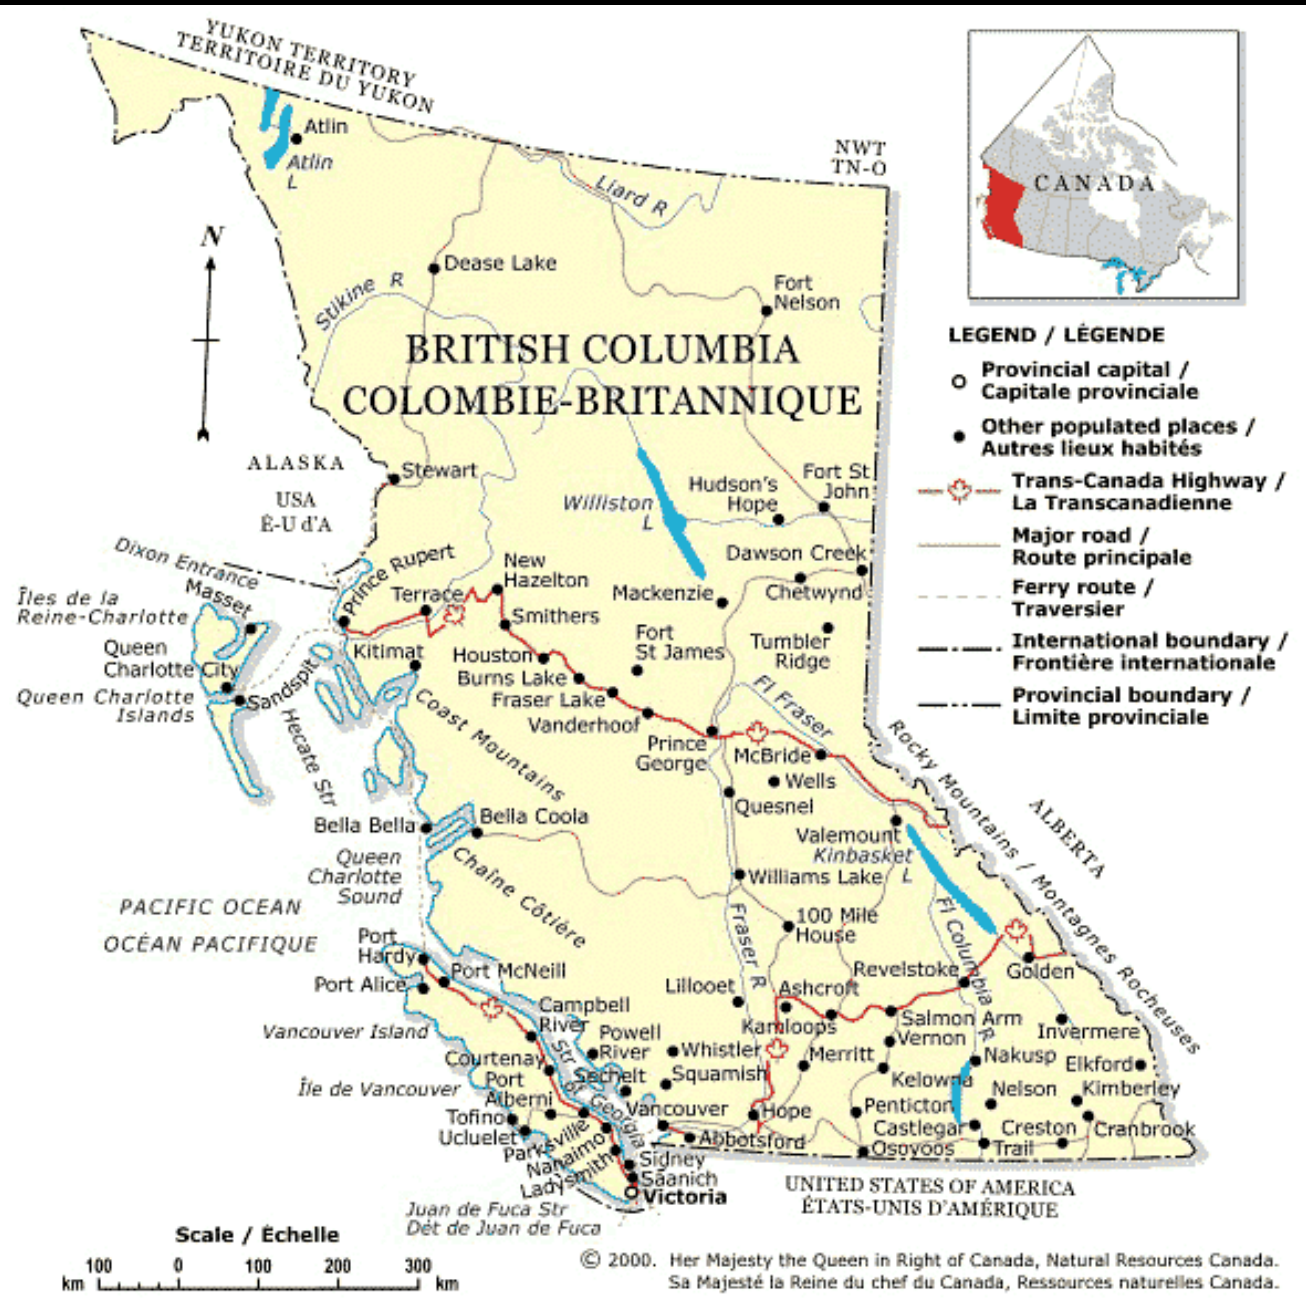 YUKON TERRITORY
TERRITOIRE DU YUKON
NWT
TN-O
Atlin
Atlin
L
Liard R
CANADA
N
Dease Lake
Stikine R
Fort
Nelson
BRITISH COLUMBIA
COLOMBIE-BRITANNIQUE
LEGEND / LÉGENDE
Provincial capital /
Capitale provinciale
Other populated places /
Autres lieux habités
Trans-Canada Highway /
La Transcanadienne
Major road /
Route principale
Ferry route /
Traversier
International boundary /
Frontière internationale
Provincial boundary /
Limite provinciale
ALASKA
USA
É-U d'A
Stewart
Williston
L
Hudson's
Hope
Fort St
John
Dawson Creek
Chetwynd
Mackenzie
Tumbler
Ridge
Dixon Entrance
Masset
Îles de la
Reine-Charlotte
Queen
Charlotte City
Queen Charlotte
Islands
Sandspit
Hecate Str
Prince Rupert
Terrace
New
Hazelton
Smithers
Kitimat
Houston
Burns Lake
Fraser Lake
Vanderhoof
Fort
St James
Prince
George
Fl Fraser
McBride
Wells
Quesnel
Coast Mountains
Chaîne Côtière
Rocky Mountains / Montagnes Rocheuses
ALBERTA
Bella Bella
Bella Coola
Queen
Charlotte
Sound
Valemount
Kinbasket
L
Williams Lake
100 Mile
House
Fraser R
Fl Columbia R
PACIFIC OCEAN
OCÉAN PACIFIQUE
Port
Hardy
Port McNeill
Port Alice
Vancouver Island
Île de Vancouver
Campbell
River
Powell
River
Courtenay
Port
Alberni
Tofino
Ucluelet
Parksville
Nanaimo
Ladysmith
Str of Georgia
Sechelt
Whistler
Squamish
Lillooet
Ashcroft
Kamloops
Revelstoke
Golden
Salmon Arm
Vernon
Invermere
Merritt
Nakusp
Elkford
Kelowna
Nelson
Kimberley
Vancouver
Hope
Penticton
Castlegar
Creston
Cranbrook
Abbotsford
Osoyoos
Trail
Sidney
Saanich
Victoria
Juan de Fuca Str
Dét de Juan de Fuca
UNITED STATES OF AMERICA
ÉTATS-UNIS D'AMÉRIQUE
Scale / Échelle
100 0 100 200 300
km km
© 2000. Her Majesty the Queen in Right of Canada, Natural Resources Canada.
Sa Majesté la Reine du chef du Canada, Ressources naturelles Canada.